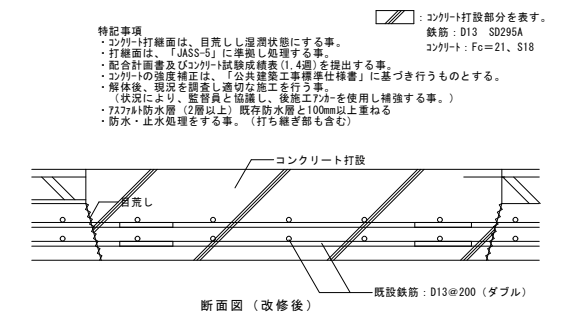 ：コンクリート打設部分を表す。
鉄筋：D13　SD295A
コンクリート：Fc＝21、S18
特記事項
・コンクリート打継面は、目荒しし湿潤状態にする事。
・打継面は、「JASS-5」に準拠し処理する事。
・配合計画書及びコンクリート試験成績表(1.4週)を提出する事。
・コンクリートの強度補正は、「公共建築工事標準仕様書」に基づき行うものとする。
・解体後、現況を調査し適切な施工を行う事。
（状況により、監督員と協議し、後施工アンカーを使用し補強する事。）
・アスファルト防水層（2層以上）既存防水層と100mm以上重ねる
・防水・止水処理をする事。（打ち継ぎ部も含む）
コンクリート打設
目荒し
既設鉄筋：D13@200（ダブル）
断面図（改修後）